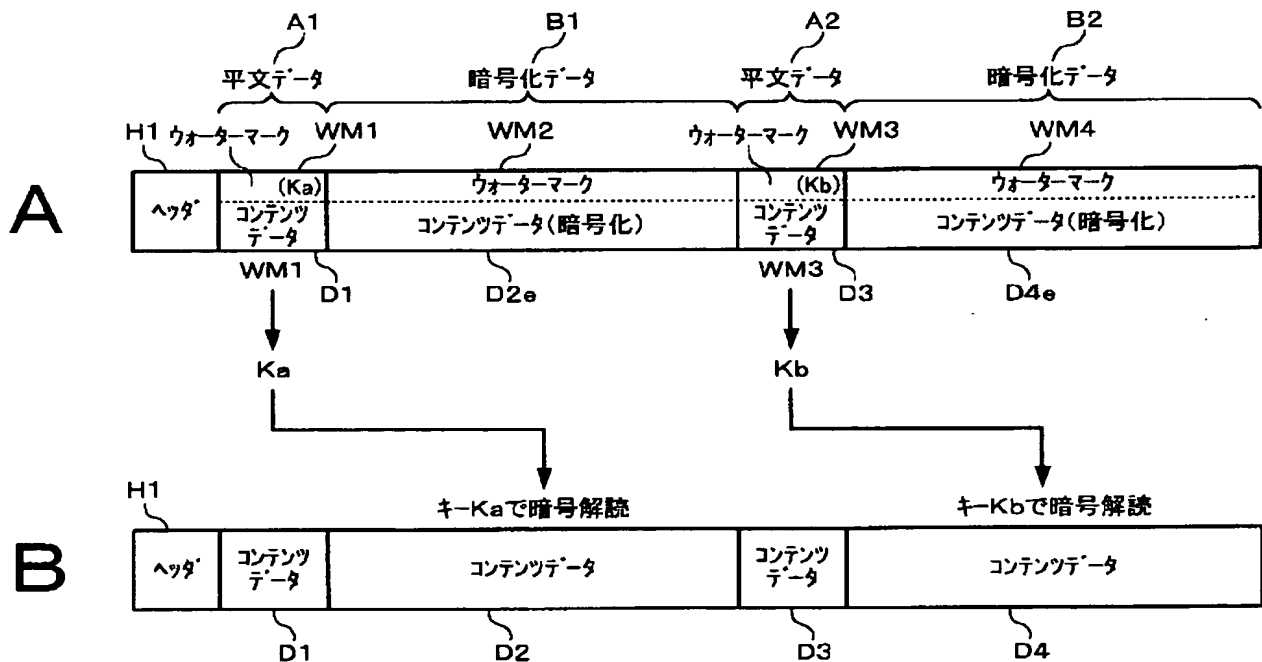 A1 B1 A2 B2
平文データ 暗号化データ 平文データ 暗号化データ
H1 ウォーターマーク WM1 WM2 ウォーターマーク WM3 WM4
A
ヘッダ (Ka) ウォーターマーク (Kb) ウォーターマーク
コンテンツ
データ
コンテンツデータ(暗号化)
コンテンツ
データ
コンテンツデータ(暗号化)
WM1 D1 D2e WM3 D3 D4e
Ka Kb
H1 キーKaで暗号解読 キーKbで暗号解読
B
ヘッダ
コンテンツ
データ
コンテンツデータ
コンテンツ
データ
コンテンツデータ
D1 D2 D3 D4